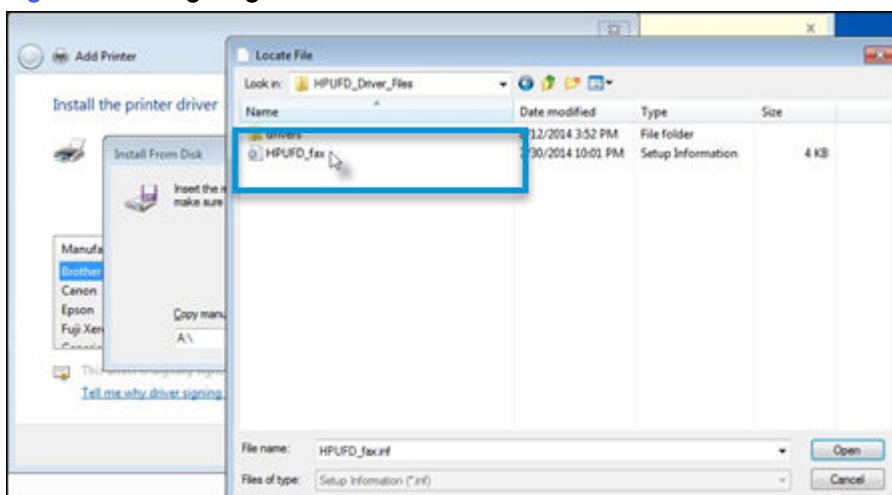 Add Printer
Locate File
Look in: HPUFD_Driver_Files
Install the printer driver
Name Date modified Type Size
drivers /12/2014 3:52 PM File folder
HPUFD_fax /30/2014 10:01 PM Setup Information 4 KB
Install From Disk
Insert the
make sure
Manufa
Brother
Canon
Epson
Fuji Xer
Copy manu
A:\
Tell me why driver signing
File name: HPUFD_fax.inf Open
Files of type: Setup Information (*.inf) Cancel